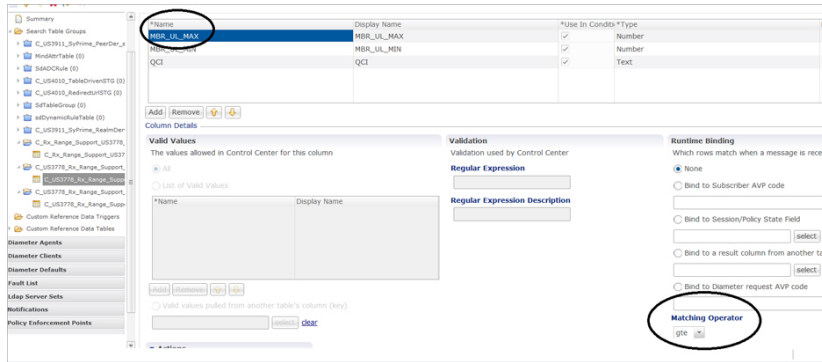 Summary
Search Table Groups
C_US3911_SyPrime_PeerDer_s
MindAttrTable (0)
SdADCRule (0)
C_US4010_TableDrivenSTG (0)
C_US4010_RedirectUrlSTG (0)
SdTableGroup (0)
sdDynamicRuleTable (0)
C_US3911_SyPrime_RealmDer
C_Rx_Range_Support_US3778_
C_Rx_Range_Support_US37
C_US3778_Rx_Range_Support_
C_US3778_Rx_Range_Suppo
C_US3778_Rx_Range_Support_
C_US3778_Rx_Range_Suppo
Custom Reference Data Triggers
Custom Reference Data Tables
Diameter Agents
Diameter Clients
Diameter Defaults
Fault List
Ldap Server Sets
Notifications
Policy Enforcement Points
*Name Display Name *Use In Conditi *Type
MBR_UL_MAX MBR_UL_MAX Number
MBR_UL_MIN MBR_UL_MIN Number
QCI QCI Text
Add Remove
Column Details
Valid Values
The values allowed in Control Center for this column
All
List of Valid Values
*Name Display Name
Add Remove
Valid values pulled from another table's column (key)
select clear
Actions
Validation
Validation used by Control Center
Regular Expression
Regular Expression Description
Runtime Binding
Which rows match when a message is rece
None
Bind to Subscriber AVP code
Bind to Session/Policy State Field
select
Bind to a result column from another ta
select
Bind to Diameter request AVP code
Matching Operator
gte